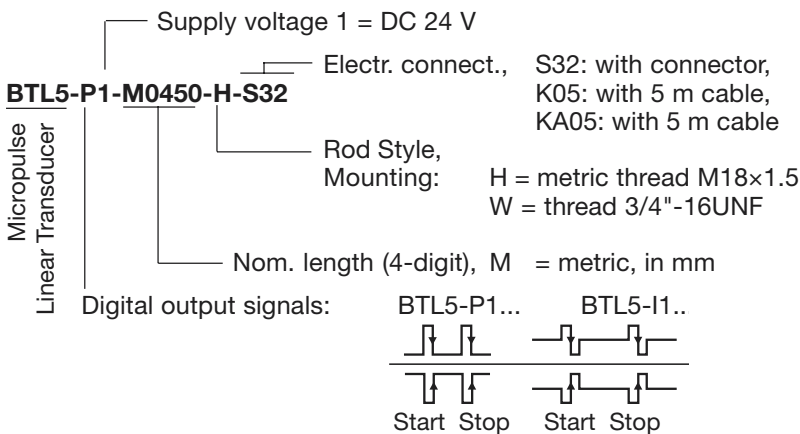 Supply voltage 1 = DC 24 V
Electr. connect., S32: with connector,
BTL5-P1-M0450-H-S32
K05: with 5 m cable,
KA05: with 5 m cable
Micropulse
Linear Transducer
Rod Style,
Mounting: H = metric thread M18×1.5
W = thread 3/4"-16UNF
Nom. length (4-digit), M = metric, in mm
Digital output signals: BTL5-P1... BTL5-I1..
Start Stop Start Stop